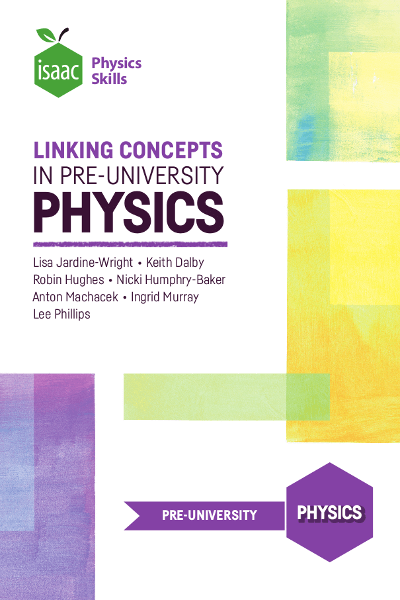 isaac
Physics
Skills
LINKING CONCEPTS
IN PRE-UNIVERSITY
PHYSICS
Lisa Jardine-Wright • Keith Dalby
Robin Hughes • Nicki Humphry-Baker
Anton Machacek • Ingrid Murray
Lee Phillips
PRE-UNIVERSITY
PHYSICS